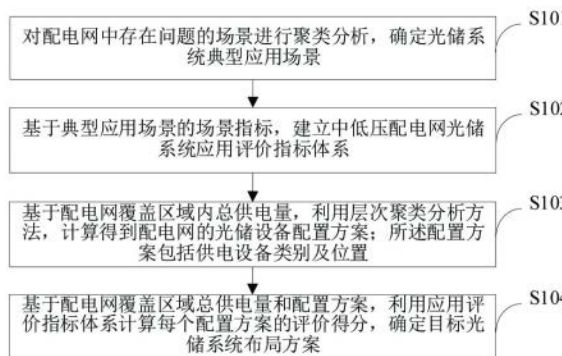 对配电网中存在问题的场景进行聚类分析，确定光储系
统典型应用场景
S101
基于典型应用场景的场景指标，建立中低压配电网光储
系统应用评价指标体系
S102
基于配电网覆盖区域内总供电量，利用层次聚类分析方
法，计算得到配电网的光储设备配置方案；所述配置方
案包括供电设备类别及位置
S103
基于配电网覆盖区域总供电量和配置方案，利用应用评
价指标体系计算每个配置方案的评价得分，确定目标光
储系统布局方案
S104